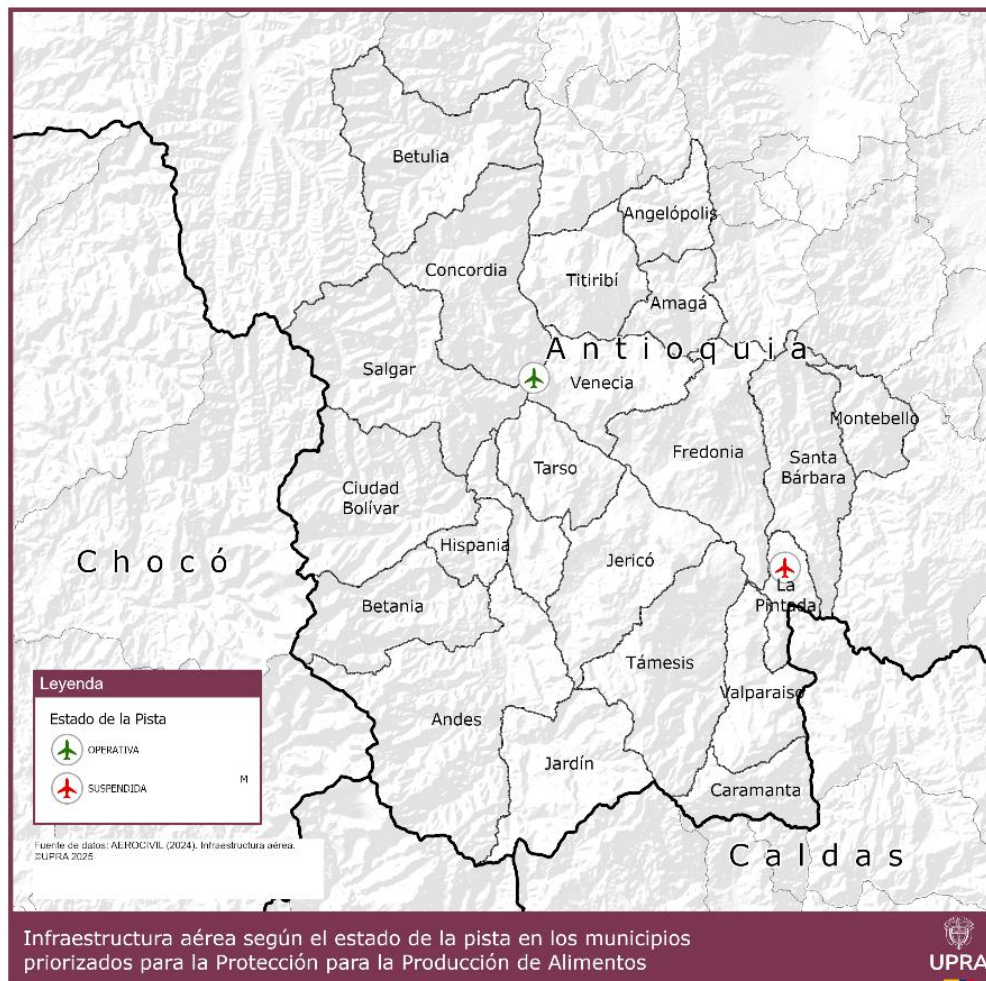 Betulia
Angelópolis
Concordia
Titiribí
Amagá
Antioquia
Salgar
Venecia
Montebello
Fredonia
Santa
Bárbara
Tarso
Ciudad
Bolívar
Hispania
Chocó
Jericó
La
Pintada
Betania
Támesis
Valparaiso
Andes
Jardín
Caramanta
Caldas
Leyenda
Estado de la Pista
OPERATIVA
SUSPENDIDA
M
Fuente de datos: AEROCIVIL (2024). Infraestructura aérea.
©UPRA 2025
Infraestructura aérea según el estado de la pista en los municipios
priorizados para la Protección para la Producción de Alimentos
UPRA